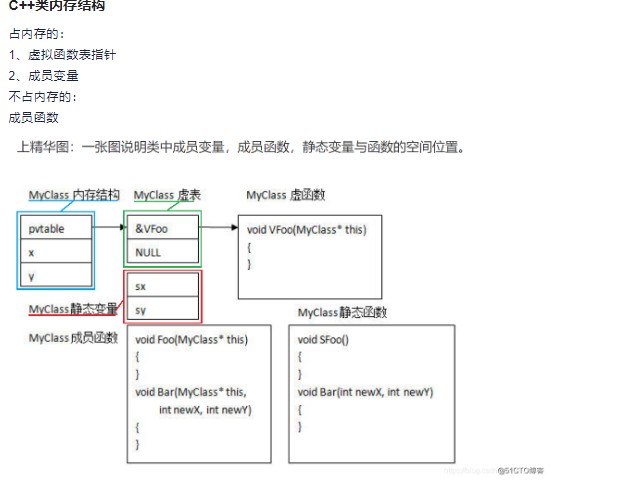 C++类内存结构
占内存的：
1、虚拟函数表指针
2、成员变量
不占内存的：
成员函数
上精华图：一张图说明类中成员变量，成员函数，静态变量与函数的空间位置。
MyClass 内存结构 MyClass 虚表 MyClass 虚函数
pvtable &VFoo void VFoo(MyClass* this)
x NULL {
y }
sx
MyClass静态变量 sy MyClass静态函数
MyClass 成员函数 void Foo(MyClass* this) void SFoo()
{ {
} }
void Bar(MyClass* this, void Bar(int newX, int newY)
int newX, int newY) {
{ }
}
@51CTO博客